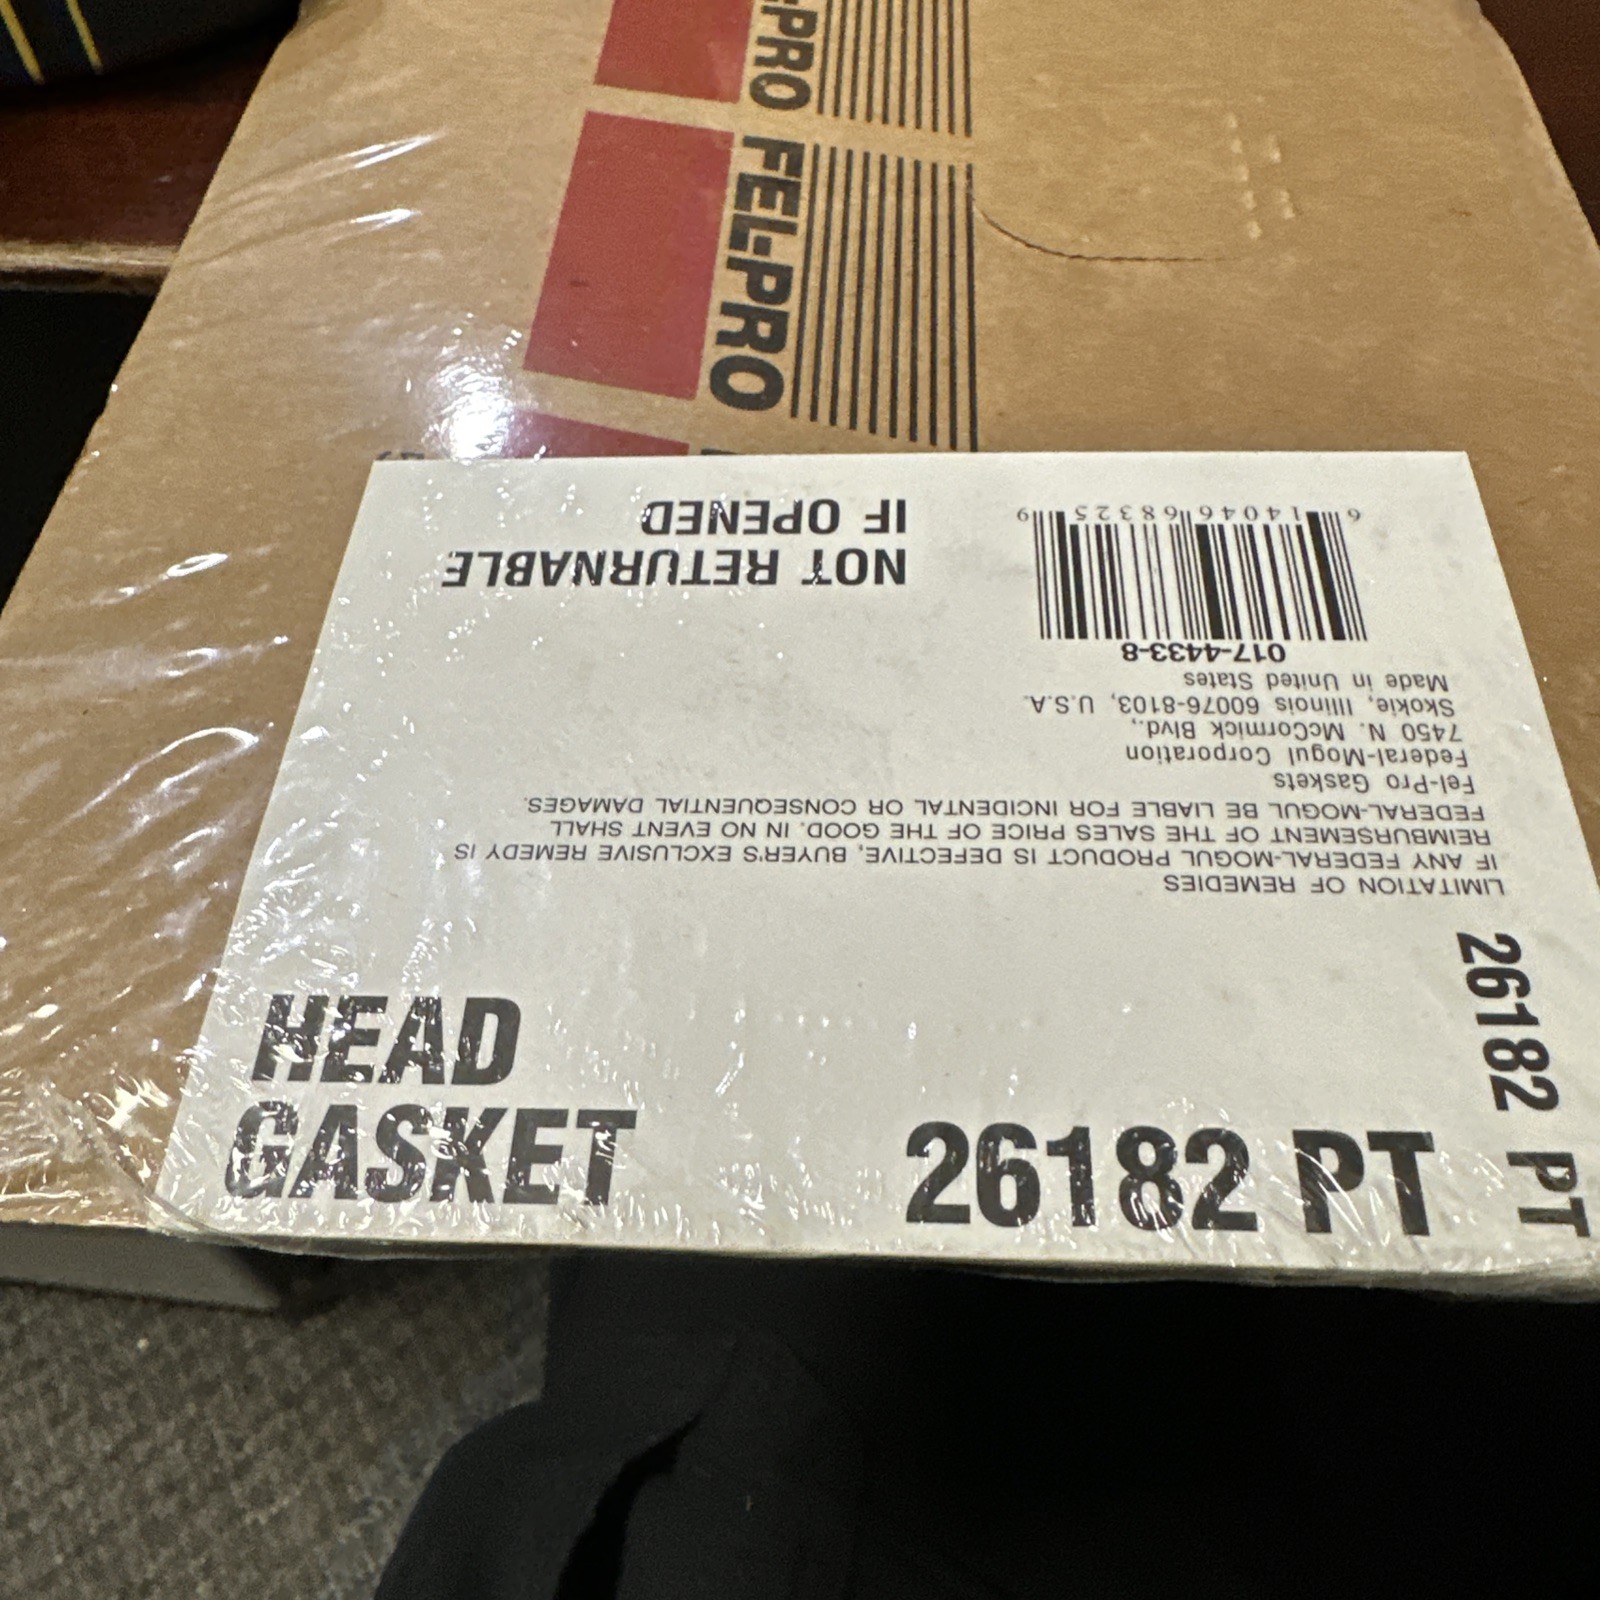 -PRO
FEL-PRO
NOT RETURNABLE
IF OPENED
6 14046 68325 9
017-4433-8
Made in United States
Skokie, Illinois 60076-8103, U.S.A.
7450 N. McCormick Blvd.,
Federal-Mogul Corporation
Fel-Pro Gaskets
LIMITATION OF REMEDIES
IF ANY FEDERAL-MOGUL PRODUCT IS DEFECTIVE, BUYER'S EXCLUSIVE REMEDY IS
REIMBURSEMENT OF THE SALES PRICE OF THE GOOD. IN NO EVENT SHALL
FEDERAL-MOGUL BE LIABLE FOR INCIDENTAL OR CONSEQUENTIAL DAMAGES.
26182 PT
HEAD
GASKET
26182 PT